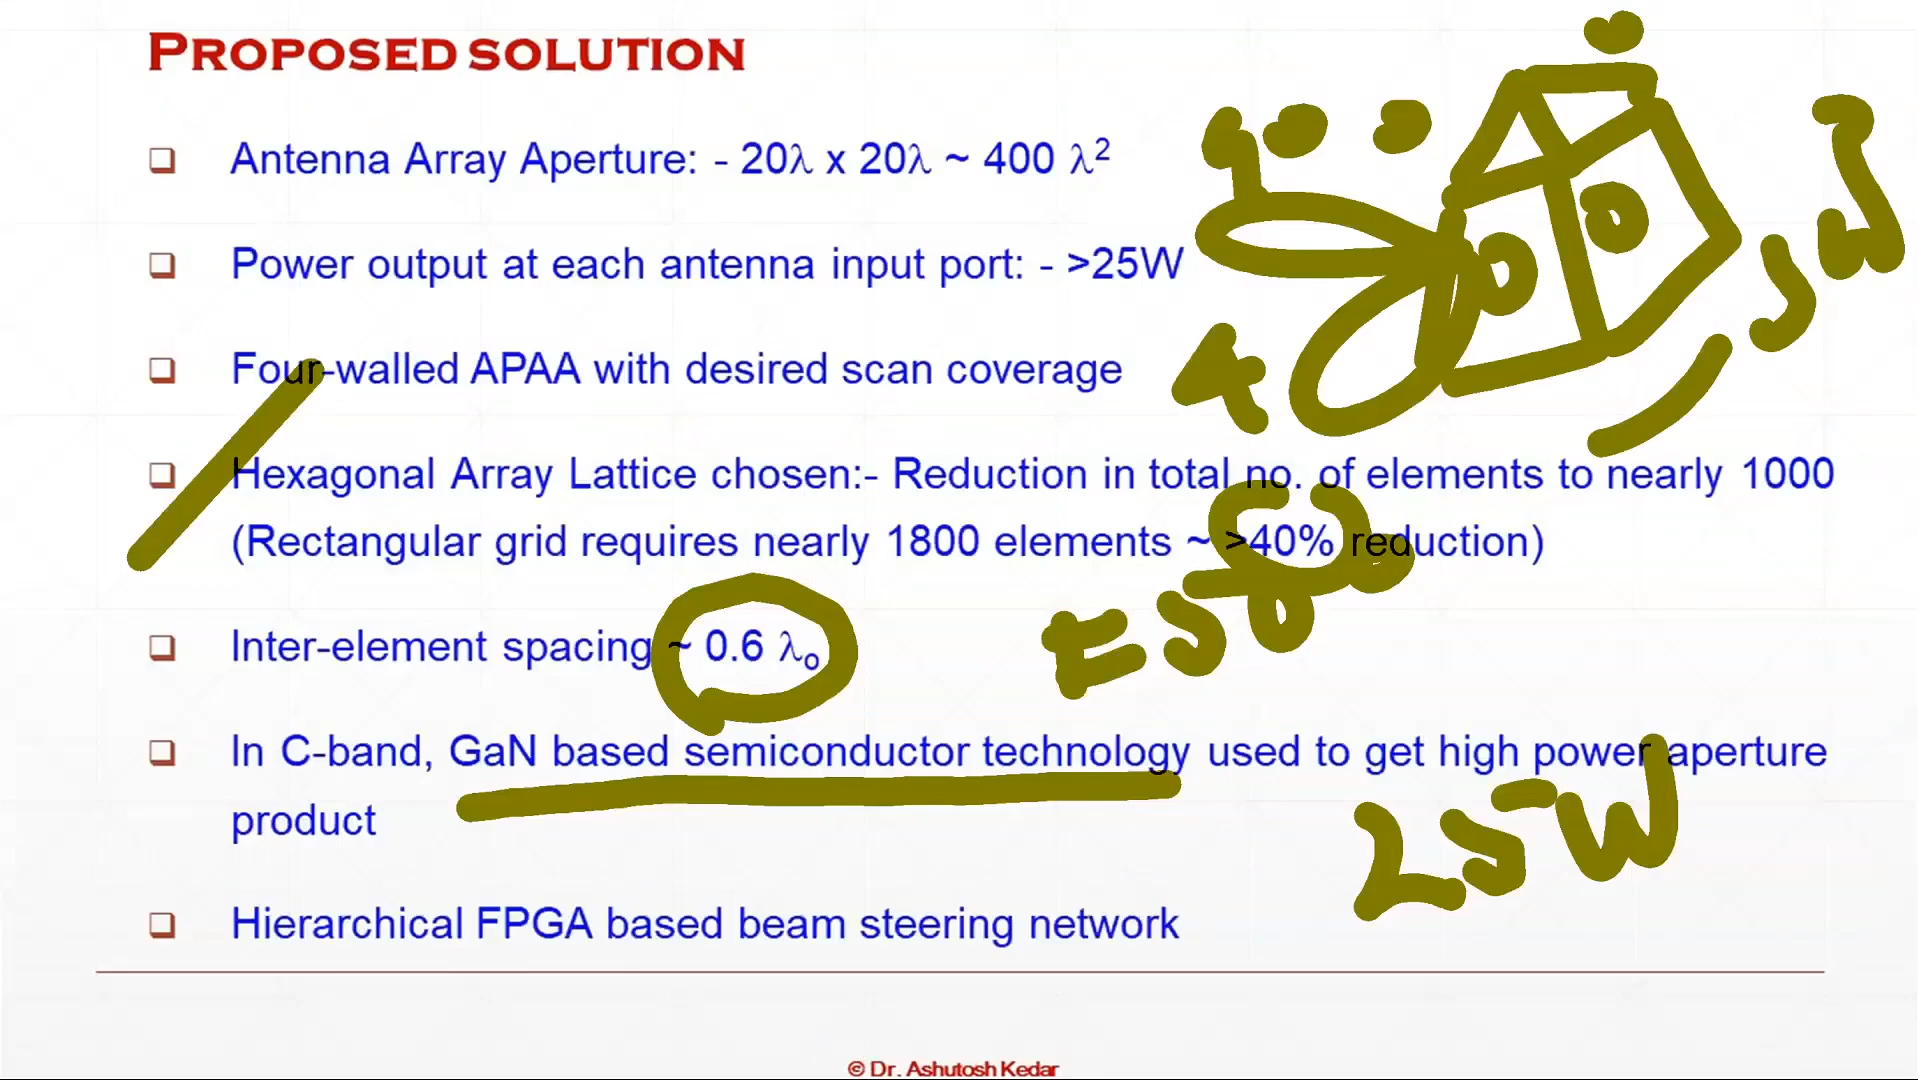 PROPOSED SOLUTION
❑ Antenna Array Aperture: - 20λ x 20λ ~ 400 λ²
❑ Power output at each antenna input port: - >25W
❑ Four-walled APAA with desired scan coverage
❑ Hexagonal Array Lattice chosen:- Reduction in total no. of elements to nearly 1000
(Rectangular grid requires nearly 1800 elements ~ >40% reduction)
❑ Inter-element spacing ~ 0.6 λₒ
❑ In C-band, GaN based semiconductor technology used to get high power aperture
product
25W
❑ Hierarchical FPGA based beam steering network
© Dr. Ashutosh Kedar